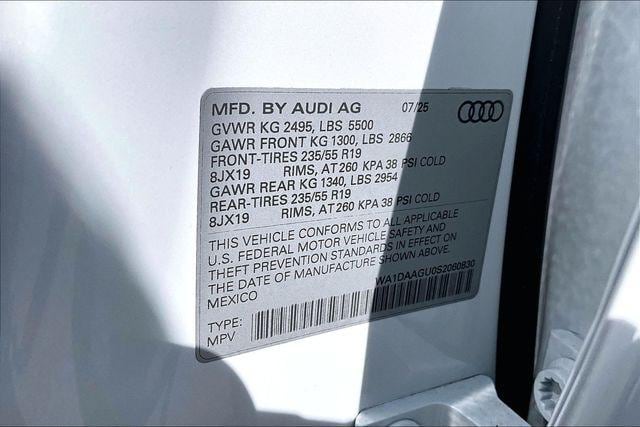 MFD. BY AUDI AG 07/25
GVWR KG 2495, LBS 5500
GAWR FRONT KG 1300, LBS 2866
FRONT-TIRES 235/55 R19
8JX19 RIMS, AT 260 KPA 38 PSI COLD
GAWR REAR KG 1340, LBS 2954
REAR-TIRES 235/55 R19
8JX19 RIMS, AT 260 KPA 38 PSI COLD
THIS VEHICLE CONFORMS TO ALL APPLICABLE
U.S. FEDERAL MOTOR VEHICLE SAFETY AND
THEFT PREVENTION STANDARDS IN EFFECT ON
THE DATE OF MANUFACTURE SHOWN ABOVE.
MEXICO
WA1DAAGU0S2060830
TYPE:
MPV